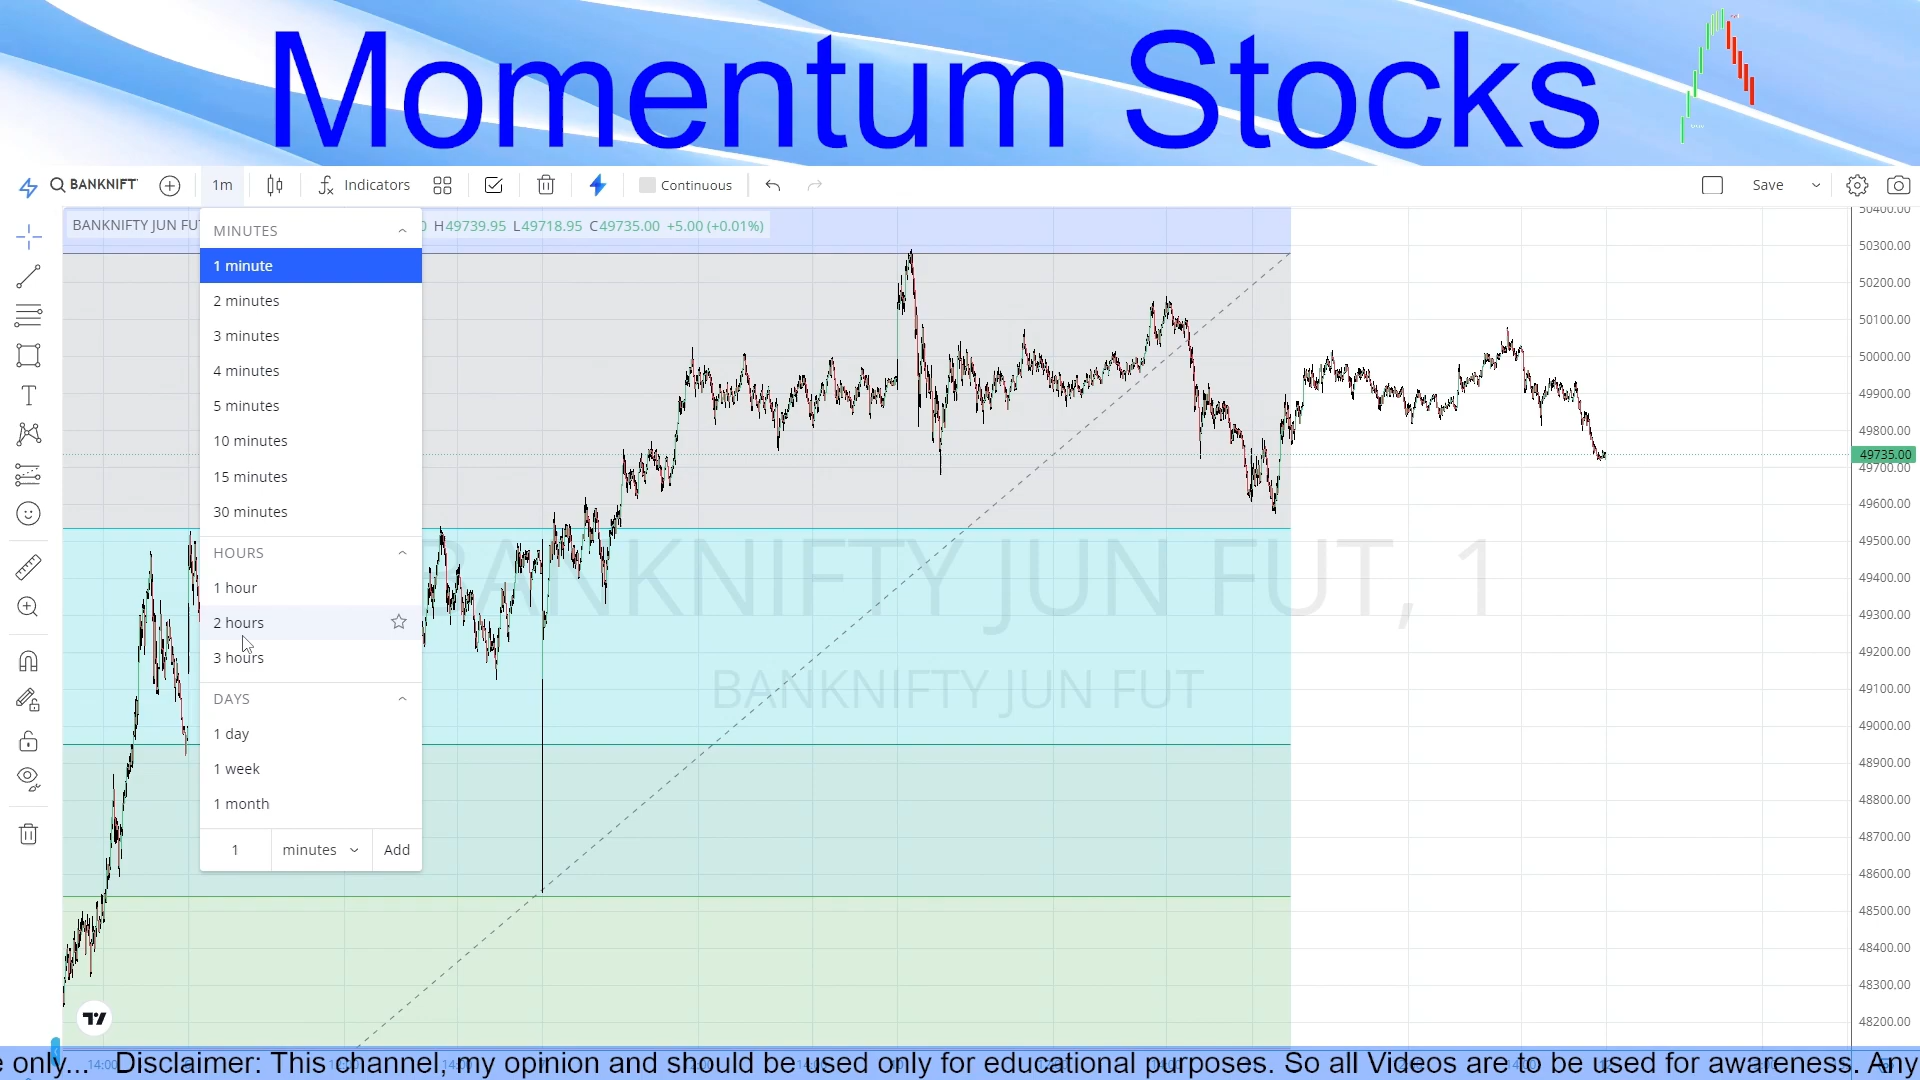 Momentum Stocks
BANKNIFT
1m
Indicators
Continuous
Save
BANKNIFTY JUN FU
H49739.95 L49718.95 C49735.00 +5.00 (+0.01%)
MINUTES
1 minute
2 minutes
3 minutes
4 minutes
5 minutes
10 minutes
15 minutes
30 minutes
HOURS
1 hour
2 hours
3 hours
DAYS
1 day
1 week
1 month
1 minutes Add
BANKNIFTY JUN FUT, 1
BANKNIFTY JUN FUT
50400.00
50300.00
50200.00
50100.00
50000.00
49900.00
49800.00
49735.00
49700.00
49600.00
49500.00
49400.00
49300.00
49200.00
49100.00
49000.00
48900.00
48800.00
48700.00
48600.00
48500.00
48400.00
48300.00
48200.00
14:00
e only... Disclaimer: This channel, my opinion and should be used only for educational purposes. So all Videos are to be used for awareness. Any